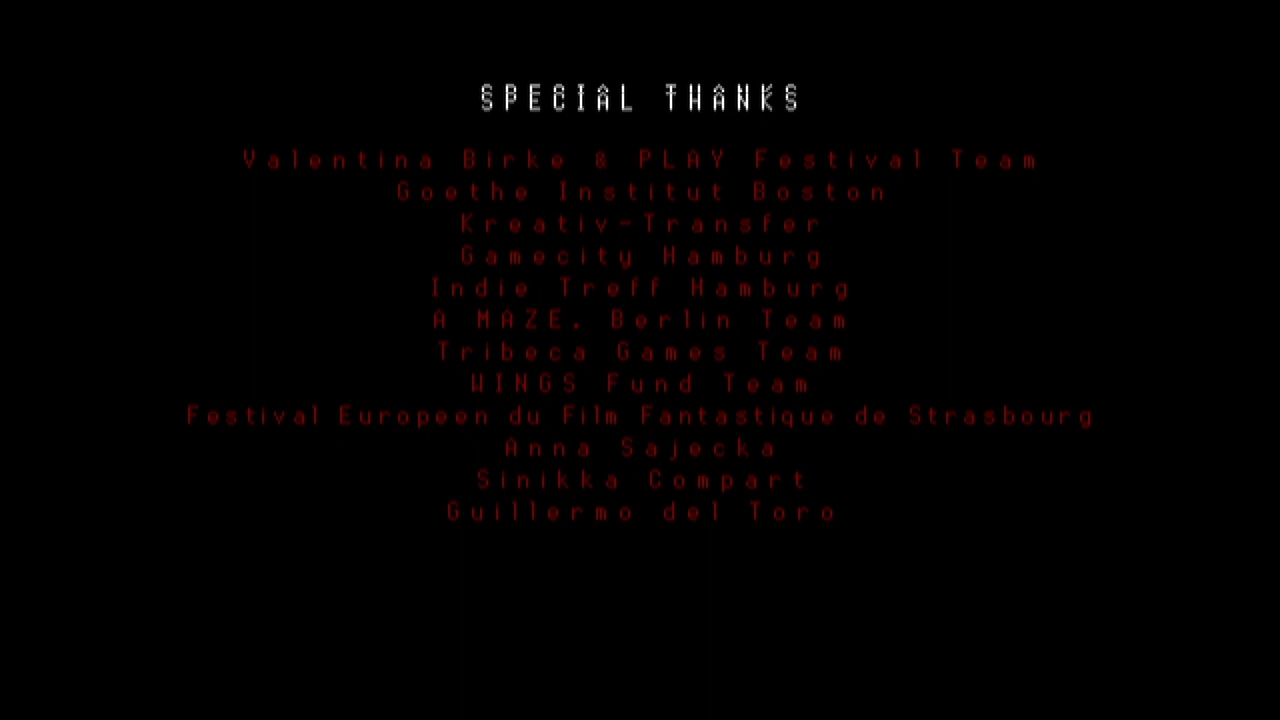 SPECIAL THANKS
Valentina Birke & PLAY Festival Team
Goethe Institut Boston
Kreativ-Transfer
Gamecity Hamburg
Indie Treff Hamburg
A MAZE. Berlin Team
Tribeca Games Team
WINGS Fund Team
Festival Europeen du Film Fantastique de Strasbourg
Anna Sajecka
Sinikka Compart
Guillermo del Toro